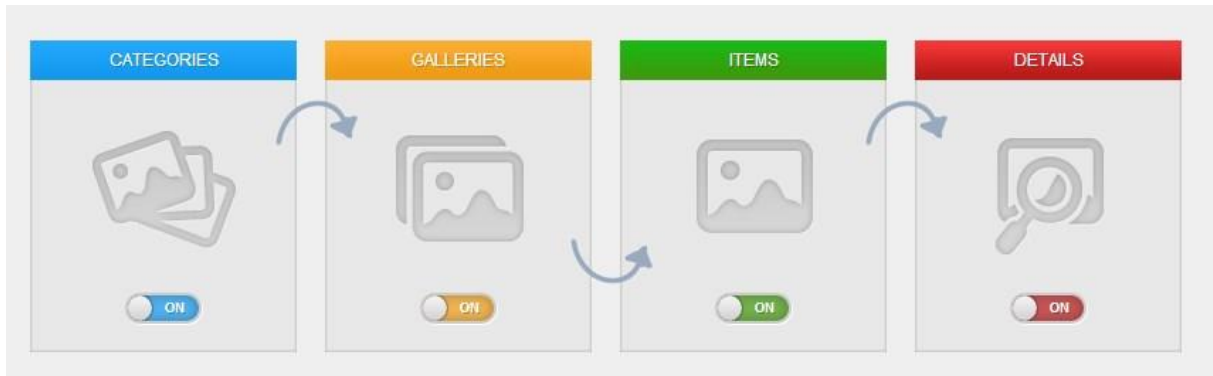 CATEGORIES
GALLERIES
ITEMS
DETAILS
ON
ON
ON
ON